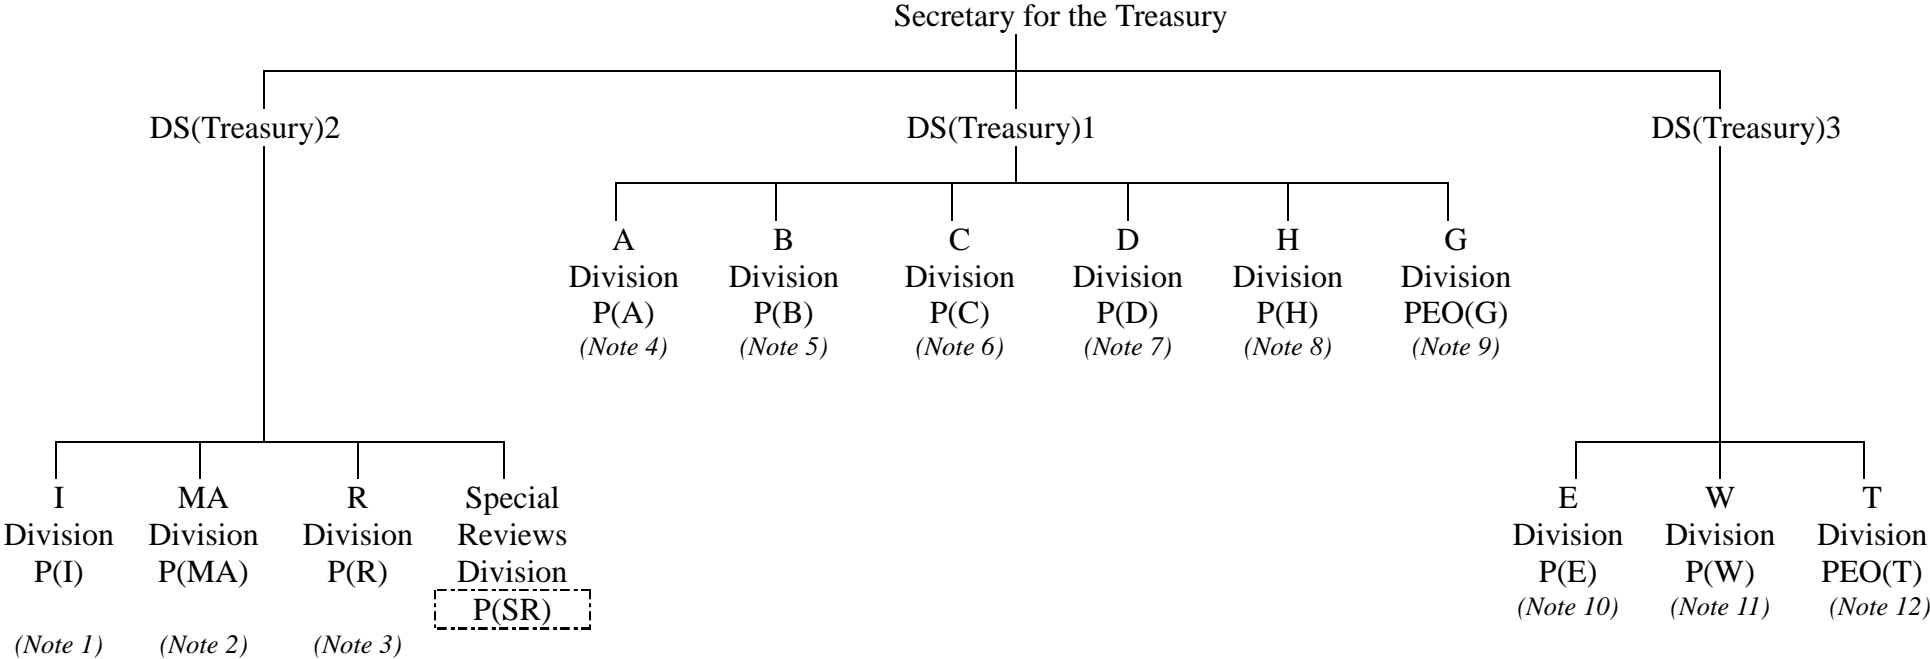 Secretary for the Treasury
DS(Treasury)2
DS(Treasury)1
DS(Treasury)3
A
Division
P(A)
(Note 4)
B
Division
P(B)
(Note 5)
C
Division
P(C)
(Note 6)
D
Division
P(D)
(Note 7)
H
Division
P(H)
(Note 8)
G
Division
PEO(G)
(Note 9)
I
Division
P(I)
(Note 1)
MA
Division
P(MA)
(Note 2)
R
Division
P(R)
(Note 3)
Special
Reviews
Division
P(SR)
E
Division
P(E)
(Note 10)
W
Division
P(W)
(Note 11)
T
Division
PEO(T)
(Note 12)